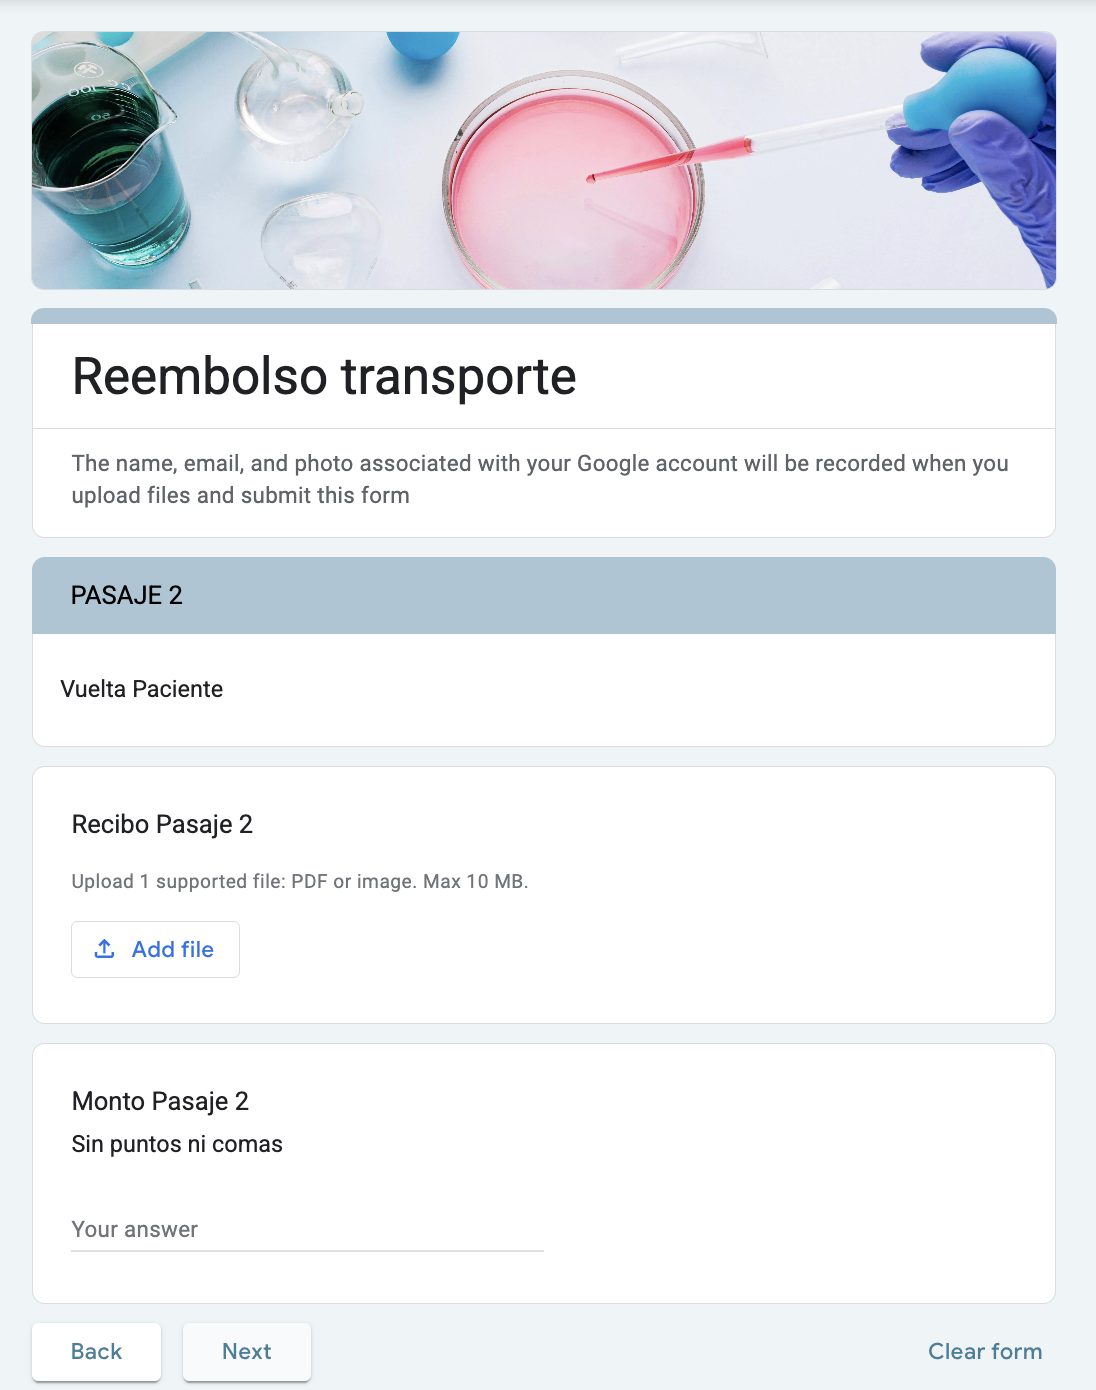 Reembolso transporte
The name, email, and photo associated with your Google account will be recorded when you
upload files and submit this form
PASAJE 2
Vuelta Paciente
Recibo Pasaje 2
Upload 1 supported file: PDF or image. Max 10 MB.
Add file
Monto Pasaje 2
Sin puntos ni comas
Your answer
Back
Next
Clear form